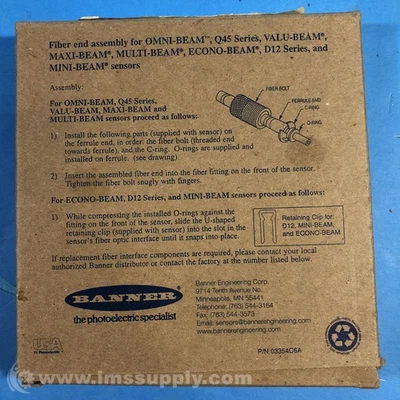 Fiber end assembly for OMNI-BEAM™, Q45 Series, VALU-BEAM®,
MAXI-BEAM®, MULTI-BEAM®, ECONO-BEAM®, D12 Series, and
MINI-BEAM® sensors
Assembly:
For OMNI-BEAM, Q45 Series,
VALU-BEAM, MAXI-BEAM and
MULTI-BEAM sensors proceed as follows:
FIBER BOLT
FERRULE END
C-RING
O-RING
1) Install the following parts (supplied with sensor) on
the ferrule end, in order: the fiber bolt (threaded end
towards ferrule), and the C-ring. O-rings are supplied and
installed on ferrule. (see drawing)
2) Insert the assembled fiber end into the fiber fitting on the front of the sensor.
Tighten the fiber bolt snugly with fingers.
For ECONO-BEAM, D12 Series, and MINI-BEAM sensors proceed as follows:
1) While compressing the installed O-rings against the
fitting on the front of the sensor, slide the U-shaped
retaining clip (supplied with sensor) into the slot in the
sensor's fiber optic interface until it snaps into place.
Retaining Clip for:
D12, MINI-BEAM,
and ECONO-BEAM
If replacement fiber interface components are required, please contact your local
authorized Banner distributor or contact the factory at the number listed below.
BANNER
the photoelectric specialist
Banner Engineering Corp.
9714 Tenth Avenue No.
Minneapolis, MN 55441
Telephone: (763) 544-3164
Fax: (763) 544-3573
Email: sensors@bannerengineering.com
www.bannerengineering.com
USA
P/N 03354C6A
© www.imssupply.com